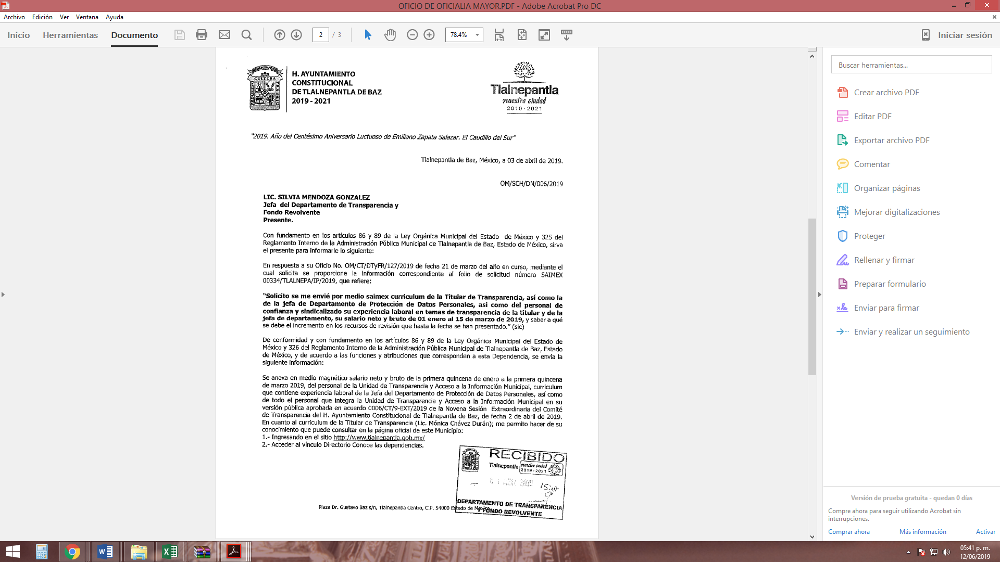 OFICIO DE OFICIALIA MAYOR.PDF - Adobe Acrobat Pro DC
Archivo Edición Ver Ventana Ayuda
Inicio Herramientas Documento 2 / 3 78.4% Iniciar sesión
TLALNEPANTLA
CULTURA
PROGRESO
TRABAJO
H. AYUNTAMIENTO
CONSTITUCIONAL
DE TLALNEPANTLA DE BAZ
2019 - 2021
Tlalnepantla
nuestra ciudad
2019 - 2021
"2019. Año del Centésimo Aniversario Luctuoso de Emiliano Zapata Salazar. El Caudillo del Sur"
Tlalnepantla de Baz, México, a 03 de abril de 2019.
OM/SCH/DN/006/2019
LIC. SILVIA MENDOZA GONZALEZ
Jefa del Departamento de Transparencia y
Fondo Revolvente
Presente.
Con fundamento en los artículos 86 y 89 de la Ley Orgánica Municipal del Estado de México y 325 del
Reglamento Interno de la Administración Pública Municipal de Tlalnepantla de Baz, Estado de México, sirva
el presente para informarle lo siguiente:
En respuesta a su Oficio No. OM/CT/DTyFR/127/2019 de fecha 21 de marzo del año en curso, mediante el
cual solicita se proporcione la información correspondiente al folio de solicitud número SAIMEX
00334/TLALNEPA/IP/2019, que refiere:
"Solicito se me envié por medio saimex curriculum de la Titular de Transparencia, así como la
de la jefa de Departamento de Protección de Datos Personales, así como del personal de
confianza y sindicalizado su experiencia laboral en temas de transparencia de la titular y de la
jefa de departamento, su salario neto y bruto de 01 enero al 15 de marzo de 2019, y saber a qué
se debe el incremento en los recursos de revisión que hasta la fecha se han presentado." (sic)
De conformidad y con fundamento en los artículos 86 y 89 de la Ley Orgánica Municipal del Estado de
México y 326 del Reglamento Interno de la Administración Pública Municipal de Tlalnepantla de Baz, Estado
de México, y de acuerdo a las funciones y atribuciones que corresponden a esta Dependencia, se envía la
siguiente información:
Se anexa en medio magnético salario neto y bruto de la primera quincena de enero a la primera quincena
de marzo 2019, del personal de la Unidad de Transparencia y Acceso a la Información Municipal, curriculum
que contiene experiencia laboral de la Jefa del Departamento de Protección de Datos Personales, así como
de todo el personal que integra la Unidad de Transparencia y Acceso a la Información Municipal en su
versión pública aprobada en acuerdo 0006/CT/9-EXT/2019 de la Novena Sesión Extraordinaria del Comité
de Transparencia del H. Ayuntamiento Constitucional de Tlalnepantla de Baz, de fecha 2 de abril de 2019.
En cuanto al curriculum de la Titular de Transparencia (Lic. Mónica Chávez Durán); me permito hacer de su
conocimiento que puede consultar en la página oficial de este Municipio:
1.- Ingresando en el sitio http://www.tlalnepantla.gob.mx/
2.- Acceder al vínculo Directorio Conoce las dependencias.
RECIBIDO
Tlalnepantla nuestra ciudad
2019 - 2021
DEPARTAMENTO DE TRANSPARENCIA
Y FONDO REVOLVENTE
Plaza Dr. Gustavo Baz s/n, Tlalnepantla Centro, C.P. 54000 Estado de México
Buscar herramientas...
Crear archivo PDF
Editar PDF
Exportar archivo PDF
Comentar
Organizar páginas
Mejorar digitalizaciones
Proteger
Rellenar y firmar
Preparar formulario
Enviar para firmar
Enviar y realizar un seguimiento
Versión de prueba gratuita - quedan 0 días
Compre ahora para seguir utilizando Acrobat sin
interrupciones.
Comprar ahora Más información Activar
05:41 p. m.
12/06/2019